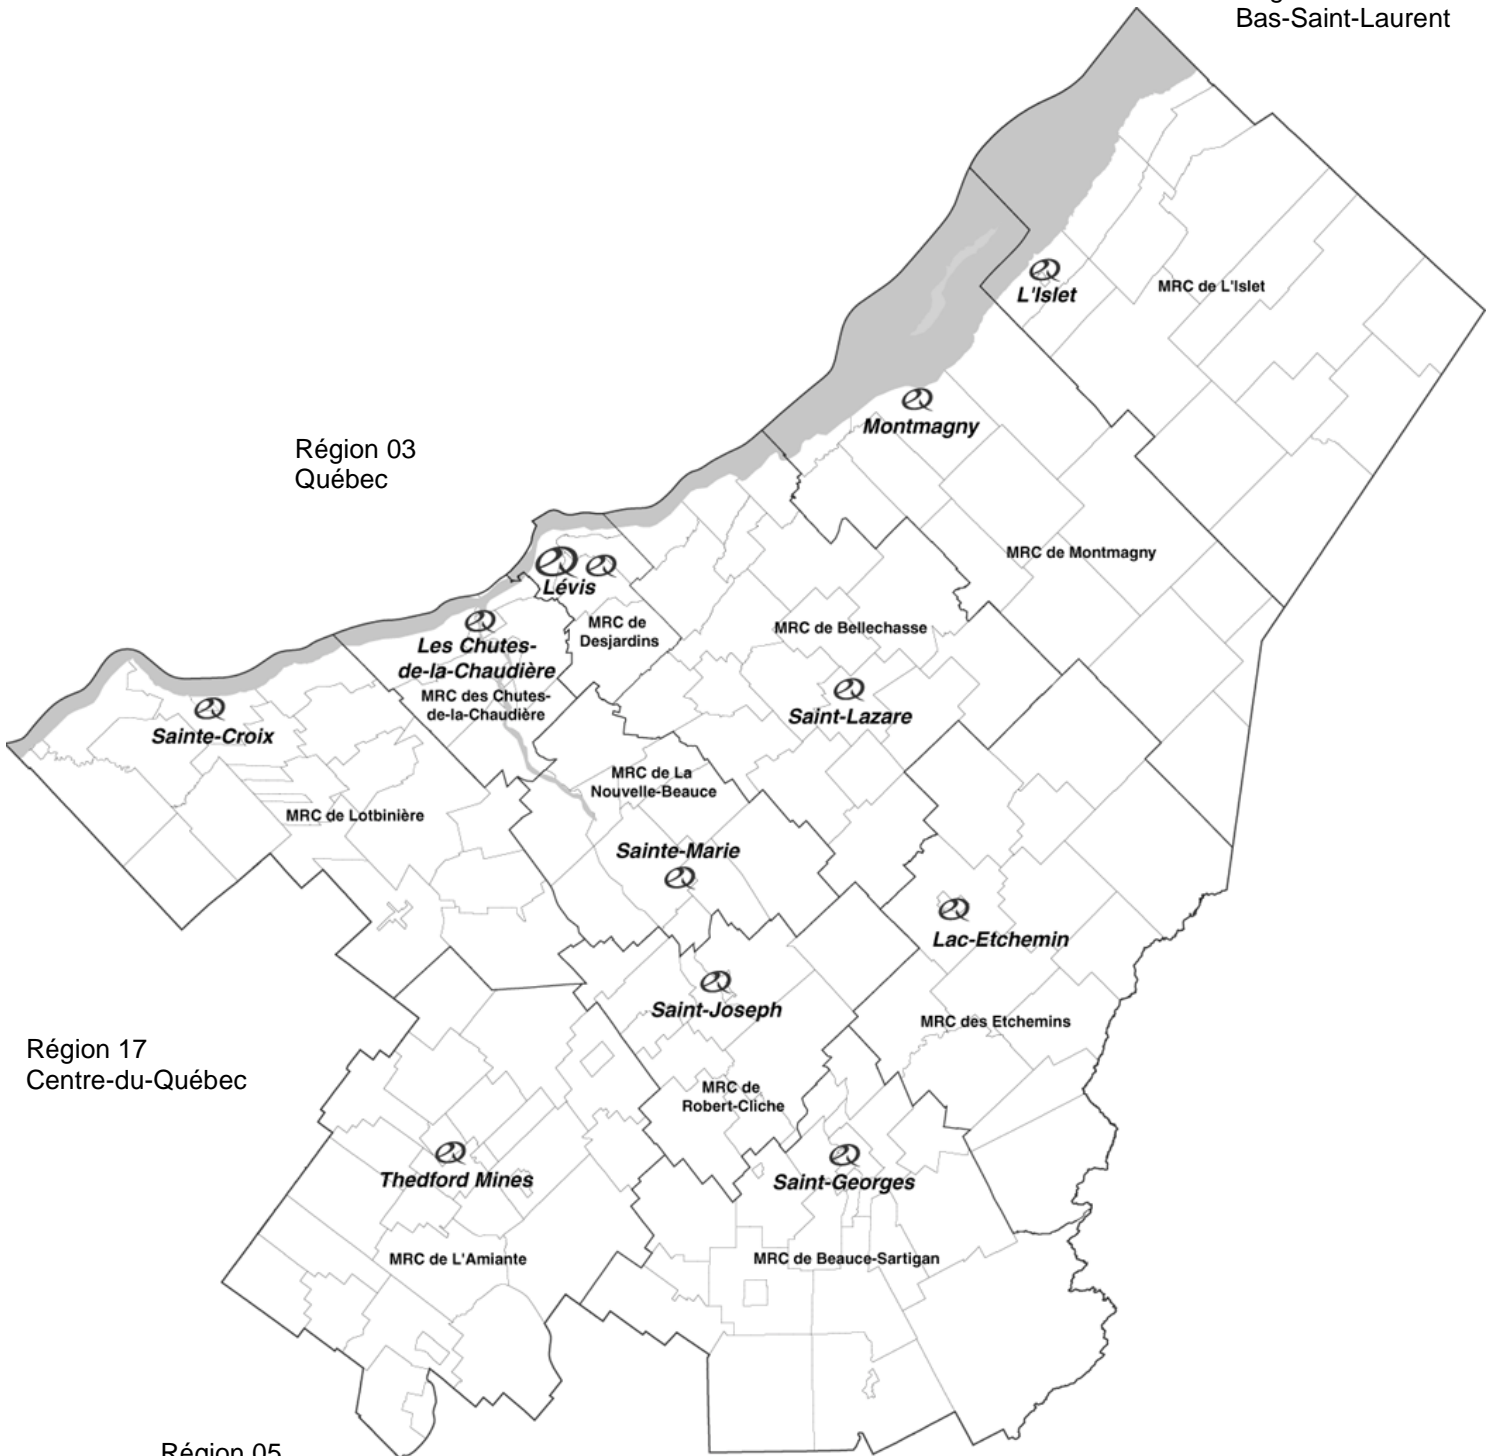 Bas-Saint-Laurent
L'Islet
MRC de L'Islet
Montmagny
Région 03
Québec
MRC de Montmagny
Lévis
MRC de
Desjardins
MRC de Bellechasse
Les Chutes-
de-la-Chaudière
MRC des Chutes-
de-la-Chaudière
Saint-Lazare
Sainte-Croix
MRC de La
Nouvelle-Beauce
MRC de Lotbinière
Sainte-Marie
Lac-Etchemin
Saint-Joseph
MRC des Etchemins
Région 17
Centre-du-Québec
MRC de
Robert-Cliche
Thedford Mines
Saint-Georges
MRC de L'Amiante
MRC de Beauce-Sartigan
Région 05